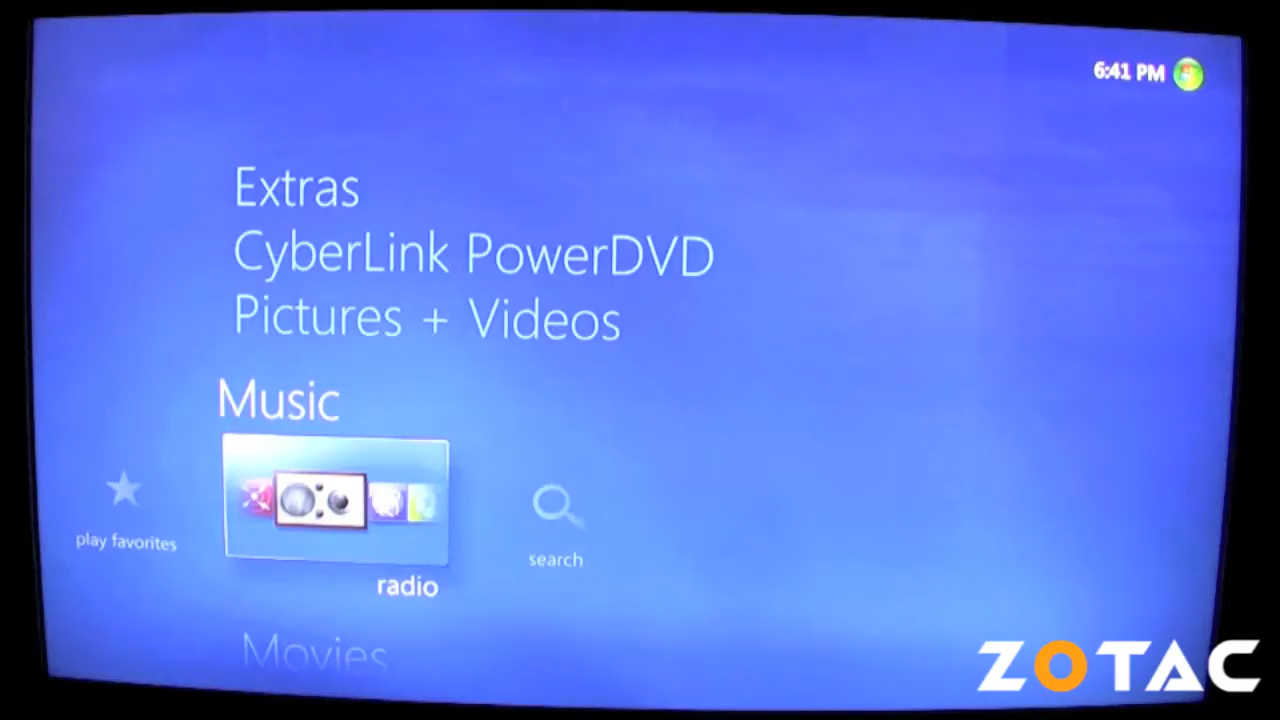 6:41 PM
Extras
CyberLink PowerDVD
Pictures + Videos
Music
play favorites
radio
search
Movies
ZOTAC